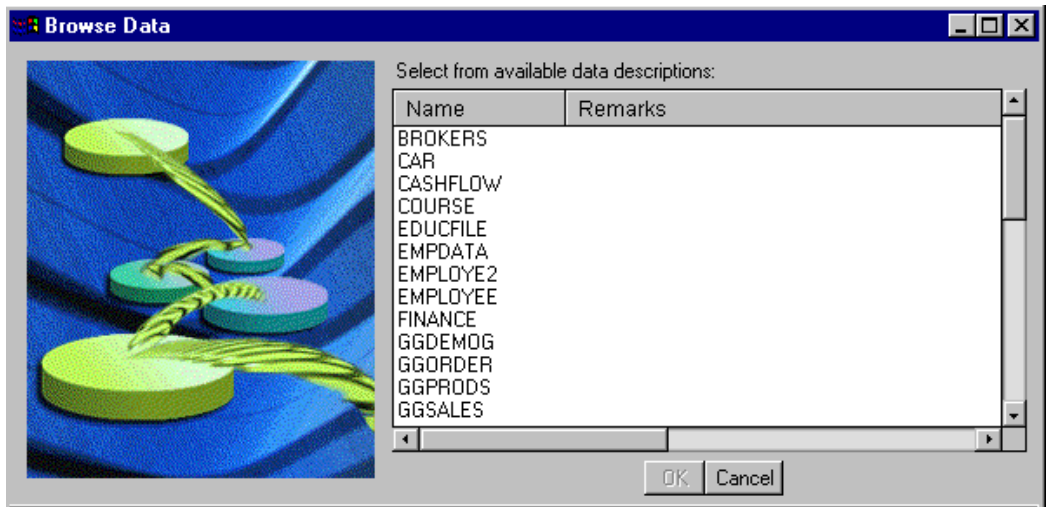 Browse Data
Select from available data descriptions:
Name Remarks
BROKERS
CAR
CASHFLOW
COURSE
EDUCFILE
EMPDATA
EMPLOYE2
EMPLOYEE
FINANCE
GGDEMOG
GGORDER
GGPRODS
GGSALES
OK Cancel